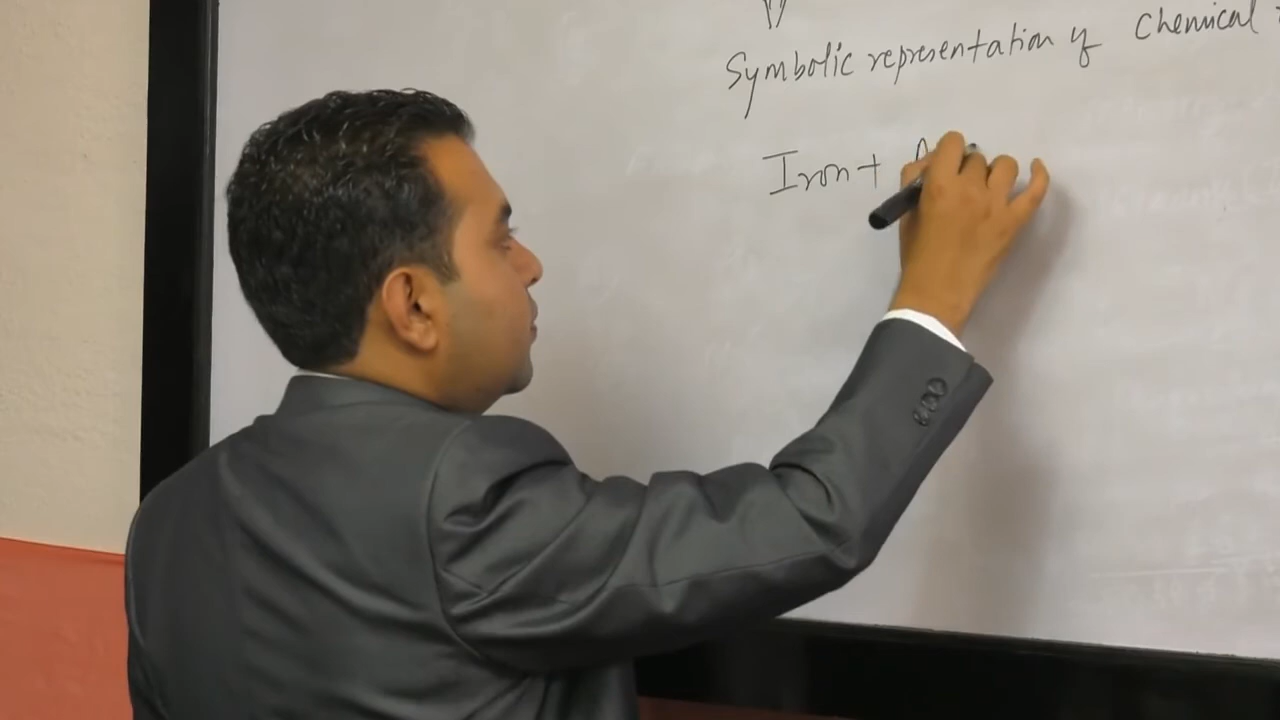 Symbolic representation of Chemical
Iron +